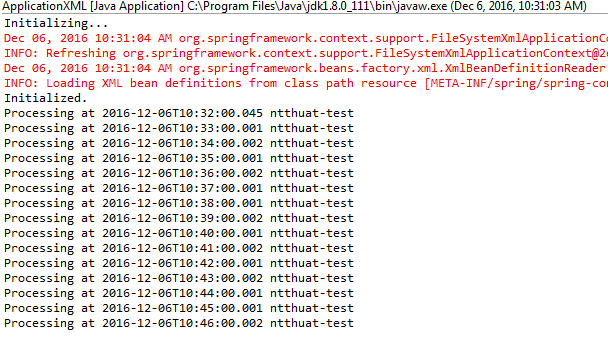 ApplicationXML [Java Application] C:\Program Files\Java\jdk1.8.0_111\bin\javaw.exe (Dec 6, 2016, 10:31:03 AM)
Initializing...
Dec 06, 2016 10:31:04 AM org.springframework.context.support.FileSystemXmlApplicationCo
INFO: Refreshing org.springframework.context.support.FileSystemXmlApplicationContext@2c
Dec 06, 2016 10:31:04 AM org.springframework.beans.factory.xml.XmlBeanDefinitionReader
INFO: Loading XML bean definitions from class path resource [META-INF/spring/spring-con
Initialized.
Processing at 2016-12-06T10:32:00.045 ntthuat-test
Processing at 2016-12-06T10:33:00.001 ntthuat-test
Processing at 2016-12-06T10:34:00.002 ntthuat-test
Processing at 2016-12-06T10:35:00.001 ntthuat-test
Processing at 2016-12-06T10:36:00.002 ntthuat-test
Processing at 2016-12-06T10:37:00.001 ntthuat-test
Processing at 2016-12-06T10:38:00.001 ntthuat-test
Processing at 2016-12-06T10:39:00.002 ntthuat-test
Processing at 2016-12-06T10:40:00.001 ntthuat-test
Processing at 2016-12-06T10:41:00.002 ntthuat-test
Processing at 2016-12-06T10:42:00.001 ntthuat-test
Processing at 2016-12-06T10:43:00.002 ntthuat-test
Processing at 2016-12-06T10:44:00.001 ntthuat-test
Processing at 2016-12-06T10:45:00.001 ntthuat-test
Processing at 2016-12-06T10:46:00.002 ntthuat-test